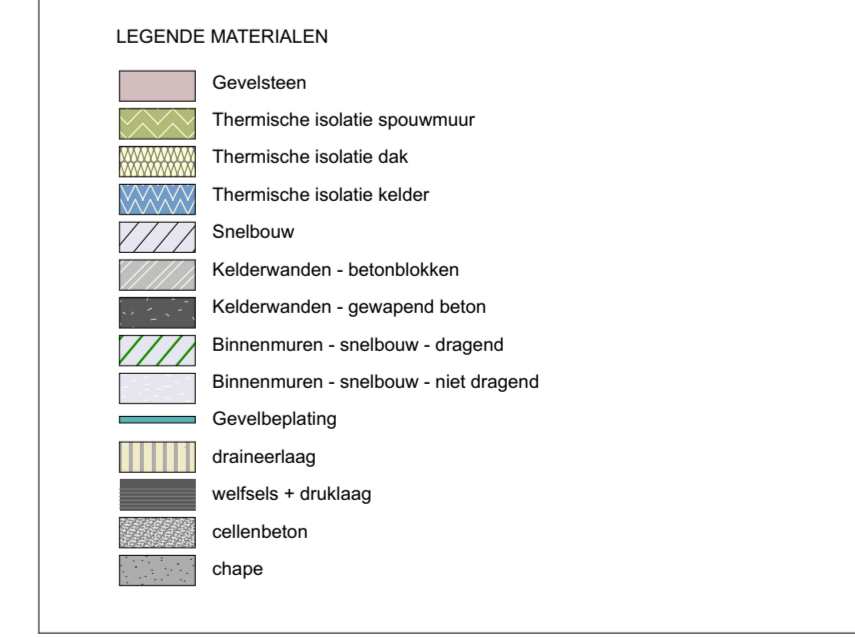 LEGENDE MATERIALEN
Gevelsteen
Thermische isolatie spouwmuur
Thermische isolatie dak
Thermische isolatie kelder
Snelbouw
Kelderwanden - betonblokken
Kelderwanden - gewapend beton
Binnenmuren - snelbouw - dragend
Binnenmuren - snelbouw - niet dragend
Gevelbeplating
draineerlaag
welfsels + druklaag
cellenbeton
chape